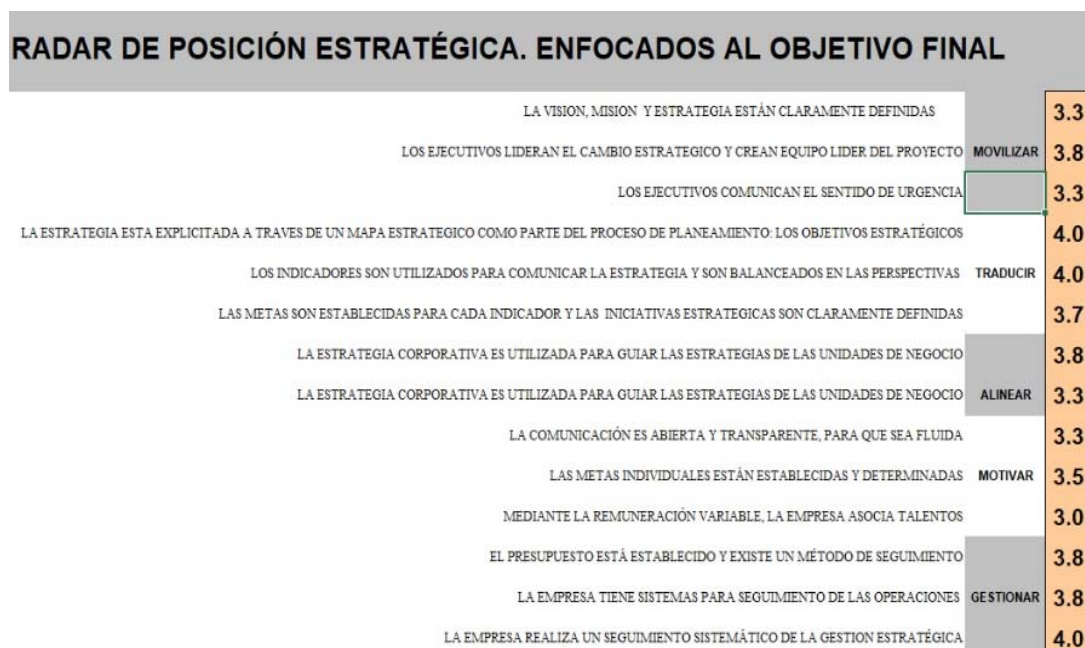 RADAR DE POSICIÓN ESTRATÉGICA. ENFOCADOS AL OBJETIVO FINAL
LA VISION, MISION Y ESTRATEGIA ESTÁN CLARAMENTE DEFINIDAS 3.3
LOS EJECUTIVOS LIDERAN EL CAMBIO ESTRATEGICO Y CREAN EQUIPO LIDER DEL PROYECTO MOVILIZAR 3.8
LOS EJECUTIVOS COMUNICAN EL SENTIDO DE URGENCIA 3.3
LA ESTRATEGIA ESTA EXPLICITADA A TRAVES DE UN MAPA ESTRATEGICO COMO PARTE DEL PROCESO DE PLANEAMIENTO: LOS OBJETIVOS ESTRATÉGICOS 4.0
LOS INDICADORES SON UTILIZADOS PARA COMUNICAR LA ESTRATEGIA Y SON BALANCEADOS EN LAS PERSPECTIVAS TRADUCIR 4.0
LAS METAS SON ESTABLECIDAS PARA CADA INDICADOR Y LAS INICIATIVAS ESTRATEGICAS SON CLARAMENTE DEFINIDAS 3.7
LA ESTRATEGIA CORPORATIVA ES UTILIZADA PARA GUIAR LAS ESTRATEGIAS DE LAS UNIDADES DE NEGOCIO 3.8
LA ESTRATEGIA CORPORATIVA ES UTILIZADA PARA GUIAR LAS ESTRATEGIAS DE LAS UNIDADES DE NEGOCIO ALINEAR 3.3
LA COMUNICACIÓN ES ABIERTA Y TRANSPARENTE, PARA QUE SEA FLUIDA 3.3
LAS METAS INDIVIDUALES ESTÁN ESTABLECIDAS Y DETERMINADAS MOTIVAR 3.5
MEDIANTE LA REMUNERACIÓN VARIABLE, LA EMPRESA ASOCIA TALENTOS 3.0
EL PRESUPUESTO ESTÁ ESTABLECIDO Y EXISTE UN MÉTODO DE SEGUIMIENTO 3.8
LA EMPRESA TIENE SISTEMAS PARA SEGUIMIENTO DE LAS OPERACIONES GESTIONAR 3.8
LA EMPRESA REALIZA UN SEGUIMIENTO SISTEMÁTICO DE LA GESTION ESTRATÉGICA 4.0